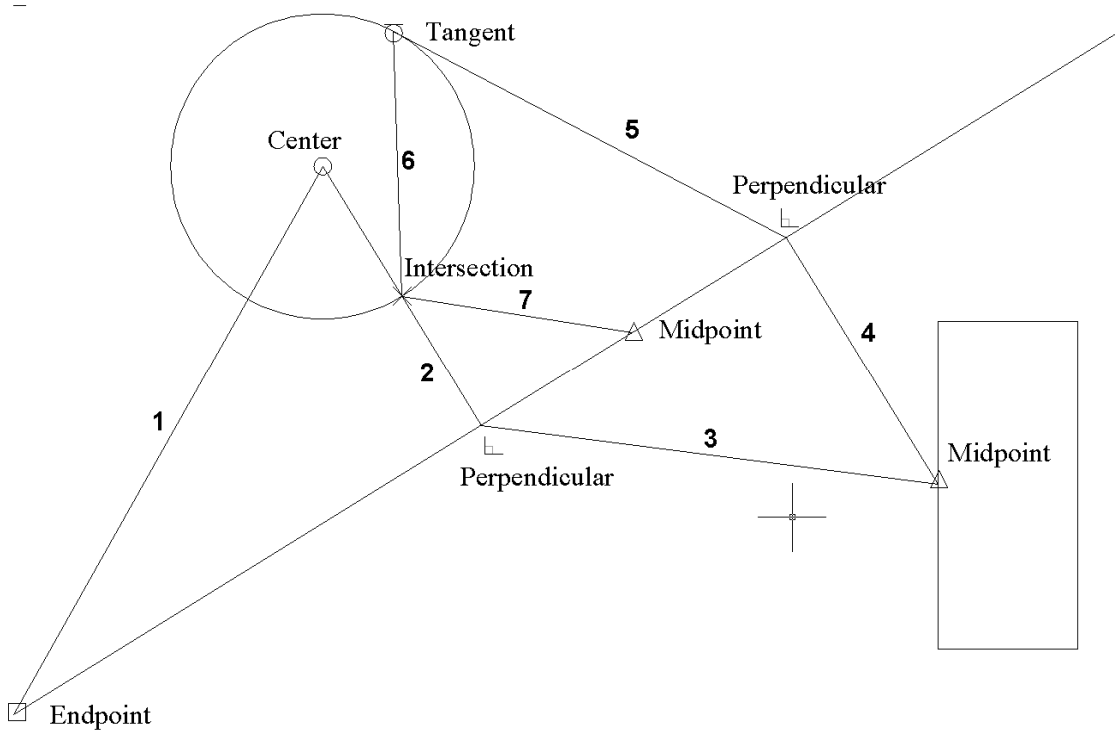 Tangent
5
Center
6
Perpendicular
Intersection
7
Midpoint
4
2
1
3
Midpoint
Perpendicular
Endpoint